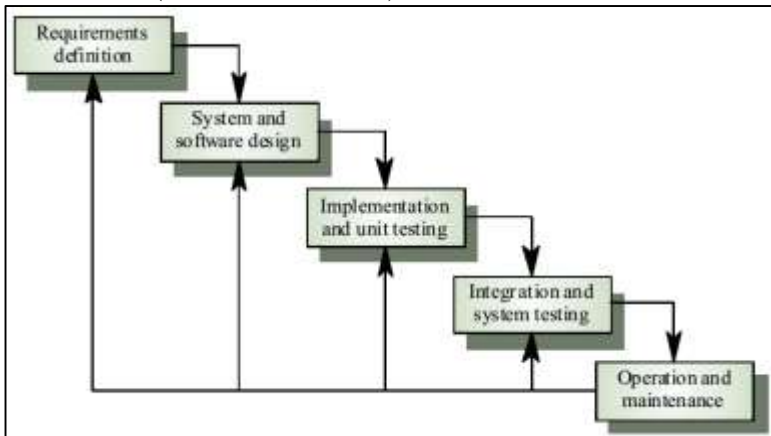 Requirements
definition
System and
software design
Implementation
and unit testing
Integration and
system testing
Operation and
maintenance